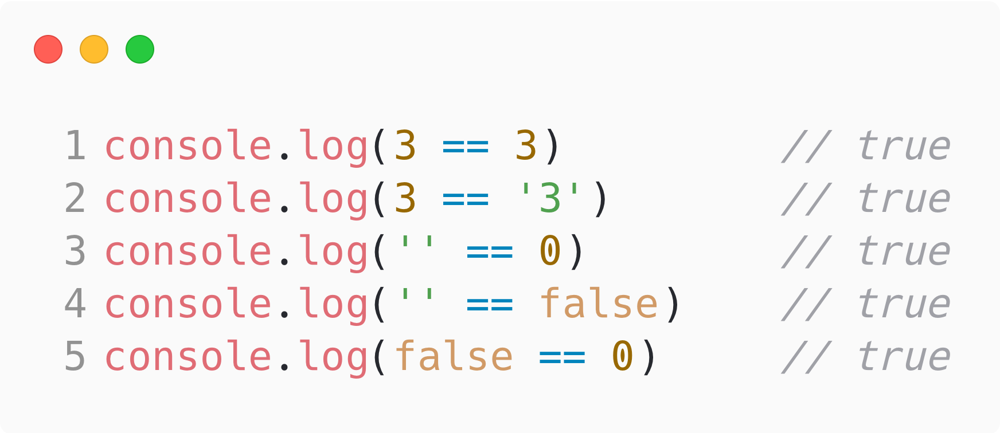 1 console.log(3 == 3)       // true
2 console.log(3 == '3')     // true
3 console.log('' == 0)      // true
4 console.log('' == false)  // true
5 console.log(false == 0)   // true